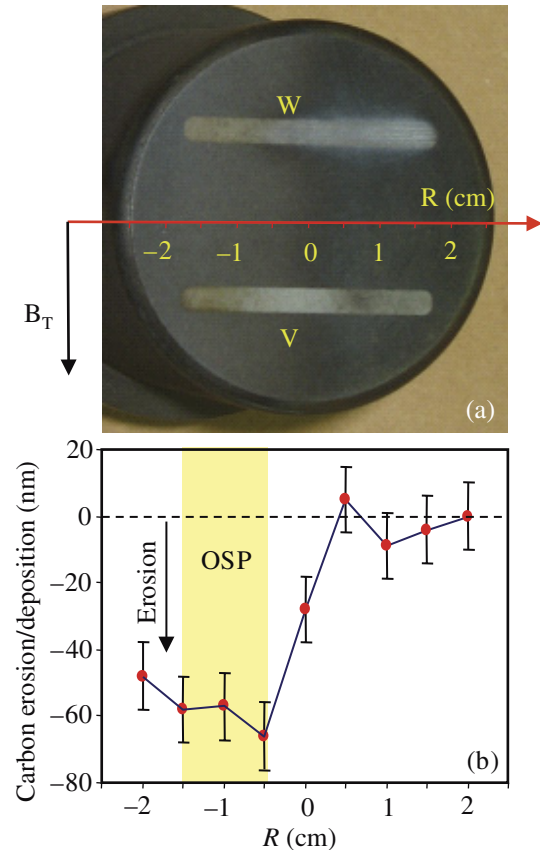 W
R (cm)
−2 −1 0 1 2
B_T
V
(a)
20
0
−20
−40
−60
−80
Carbon erosion/deposition (nm)
Erosion
OSP
(b)
−2 −1 0 1 2
R (cm)